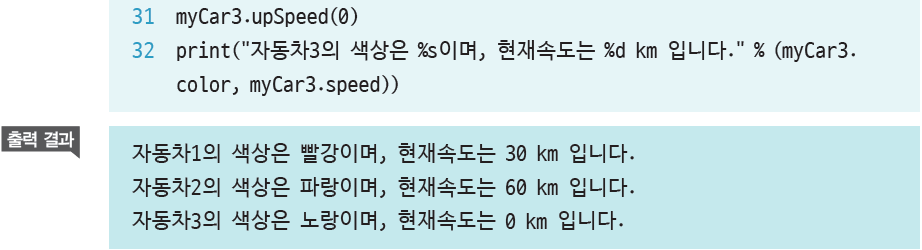 31 myCar3.upSpeed(0)
32 print("자동차3의 색상은 %s이며, 현재속도는 %d km 입니다." % (myCar3.
color, myCar3.speed))
출력 결과
자동차1의 색상은 빨강이며, 현재속도는 30 km 입니다.
자동차2의 색상은 파랑이며, 현재속도는 60 km 입니다.
자동차3의 색상은 노랑이며, 현재속도는 0 km 입니다.